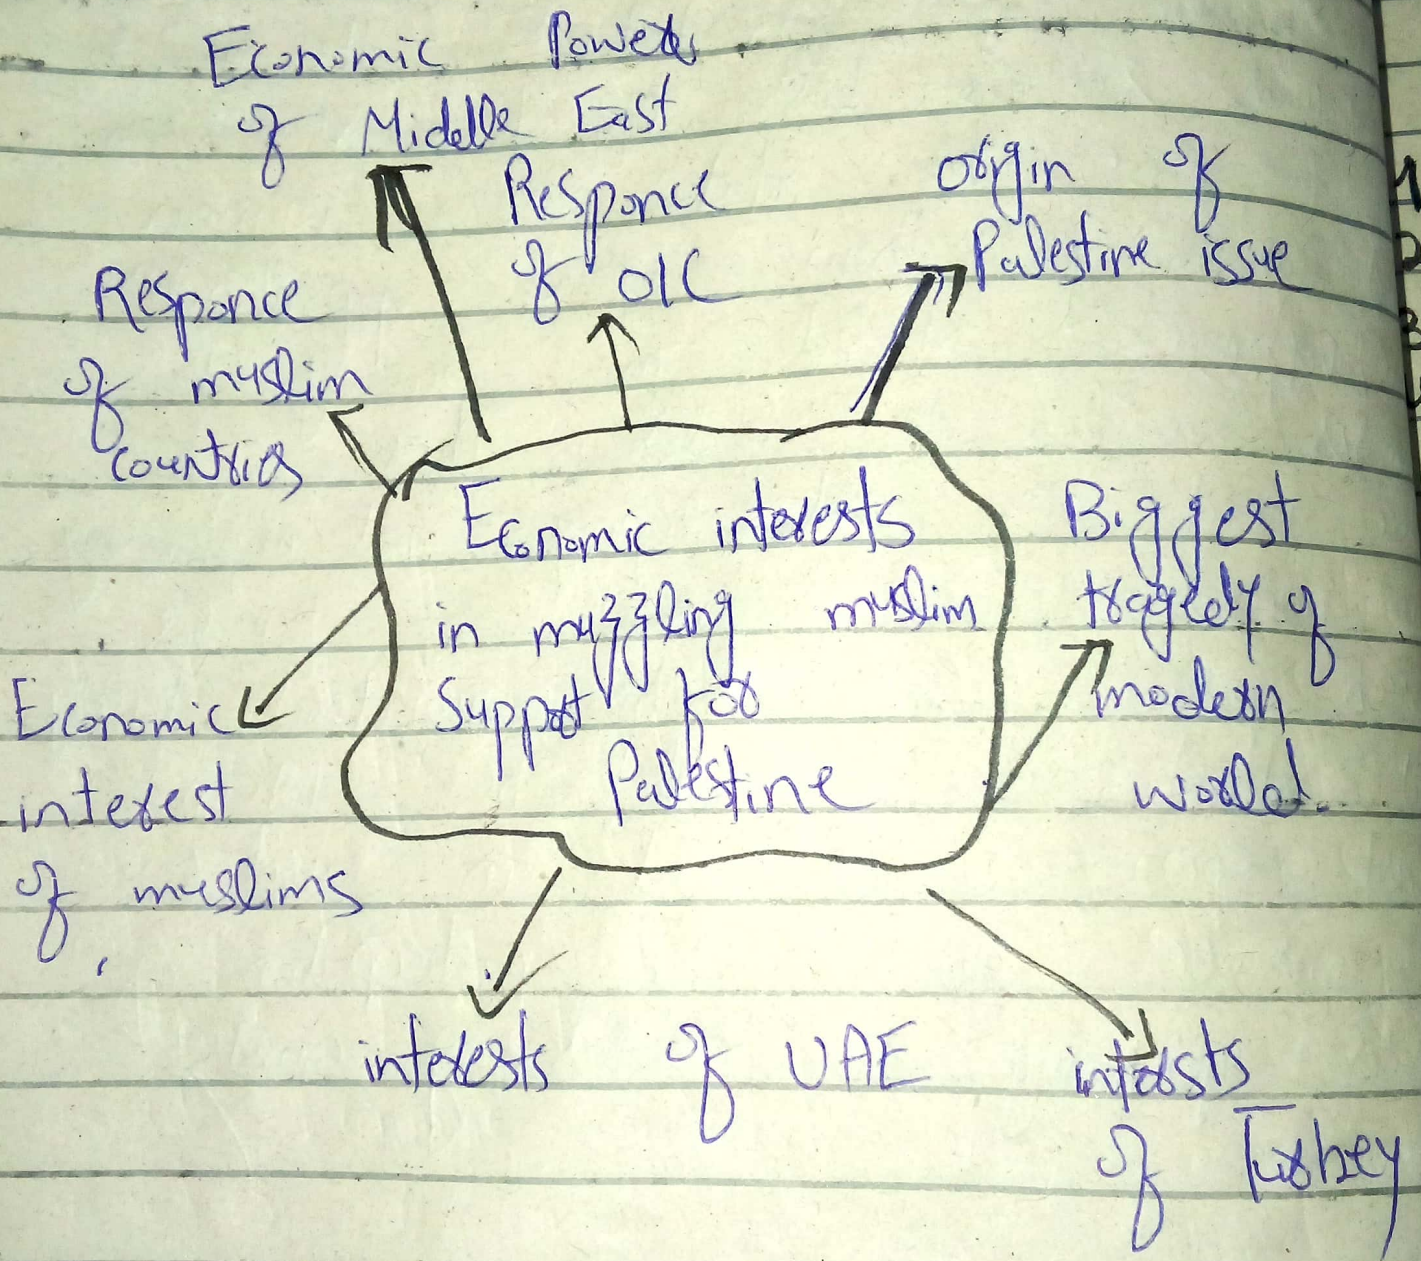 Economic Powers
of Middle East
Responce
of OIC
Origin of
Palestine issue
Responce
of muslim
countries
Economic interests
in muzzling muslim
Support for
Palestine
Biggest
tragedy of
modern
world.
Economic
interest
of muslims
interests of UAE
interests
of Turkey